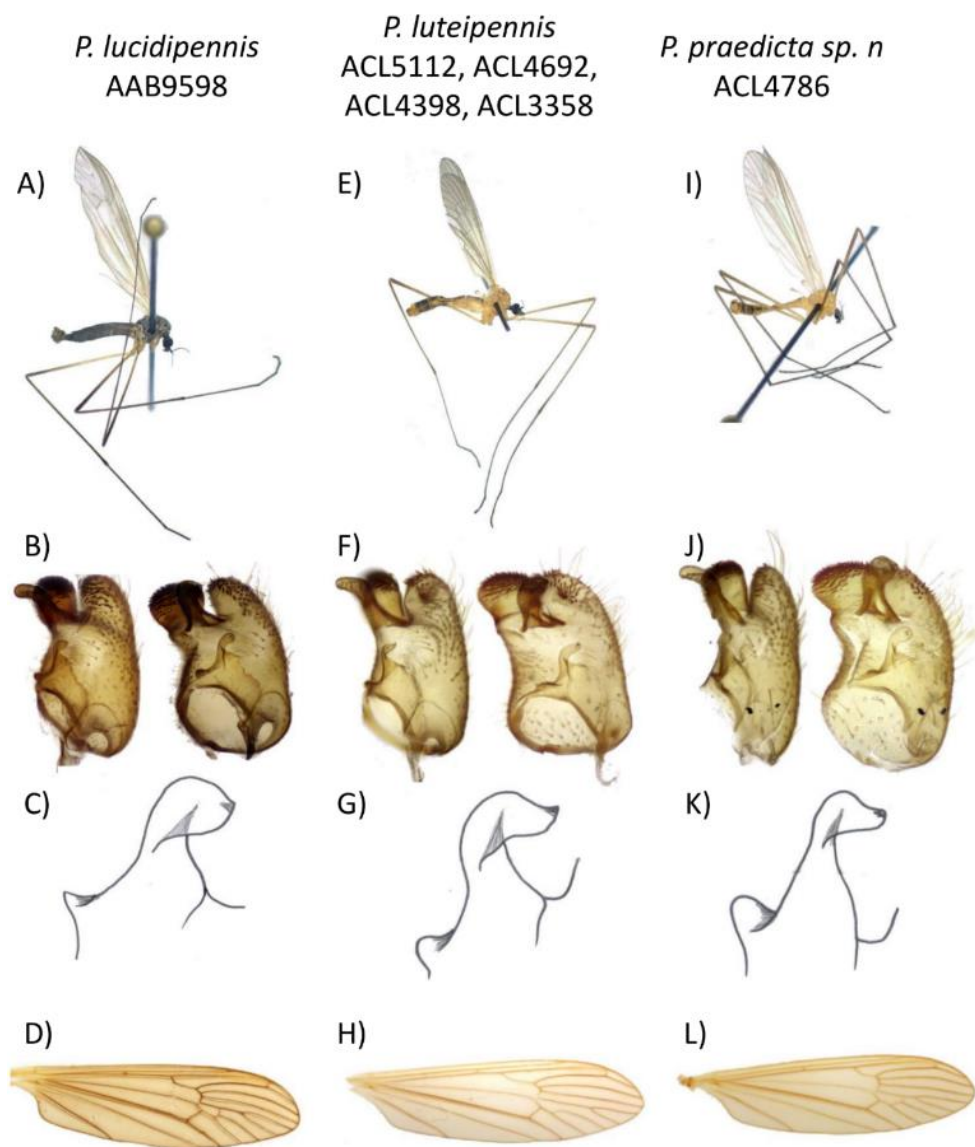 P. lucidipennis
AAB9598
P. luteipennis
ACL5112, ACL4692,
ACL4398, ACL3358
P. praedicta sp. n
ACL4786
A)
E)
I)
B)
F)
J)
C)
G)
K)
D)
H)
L)